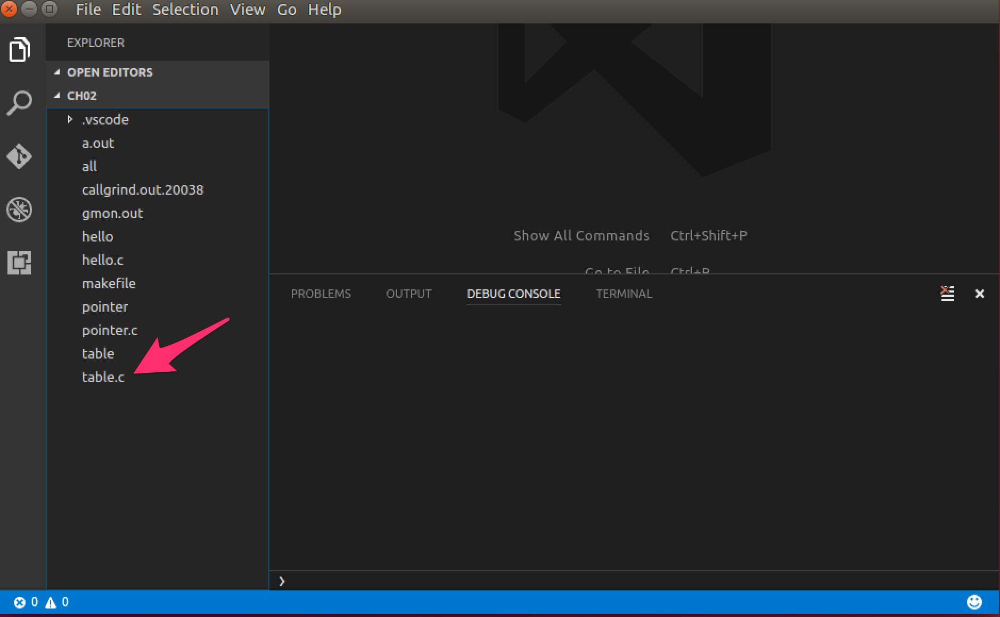 File Edit Selection View Go Help
EXPLORER
OPEN EDITORS
CH02
.vscode
a.out
all
callgrind.out.20038
gmon.out
hello
hello.c
makefile
pointer
pointer.c
table
table.c
Show All Commands Ctrl+Shift+P
Go to File Ctrl+P
PROBLEMS OUTPUT DEBUG CONSOLE TERMINAL
0 0